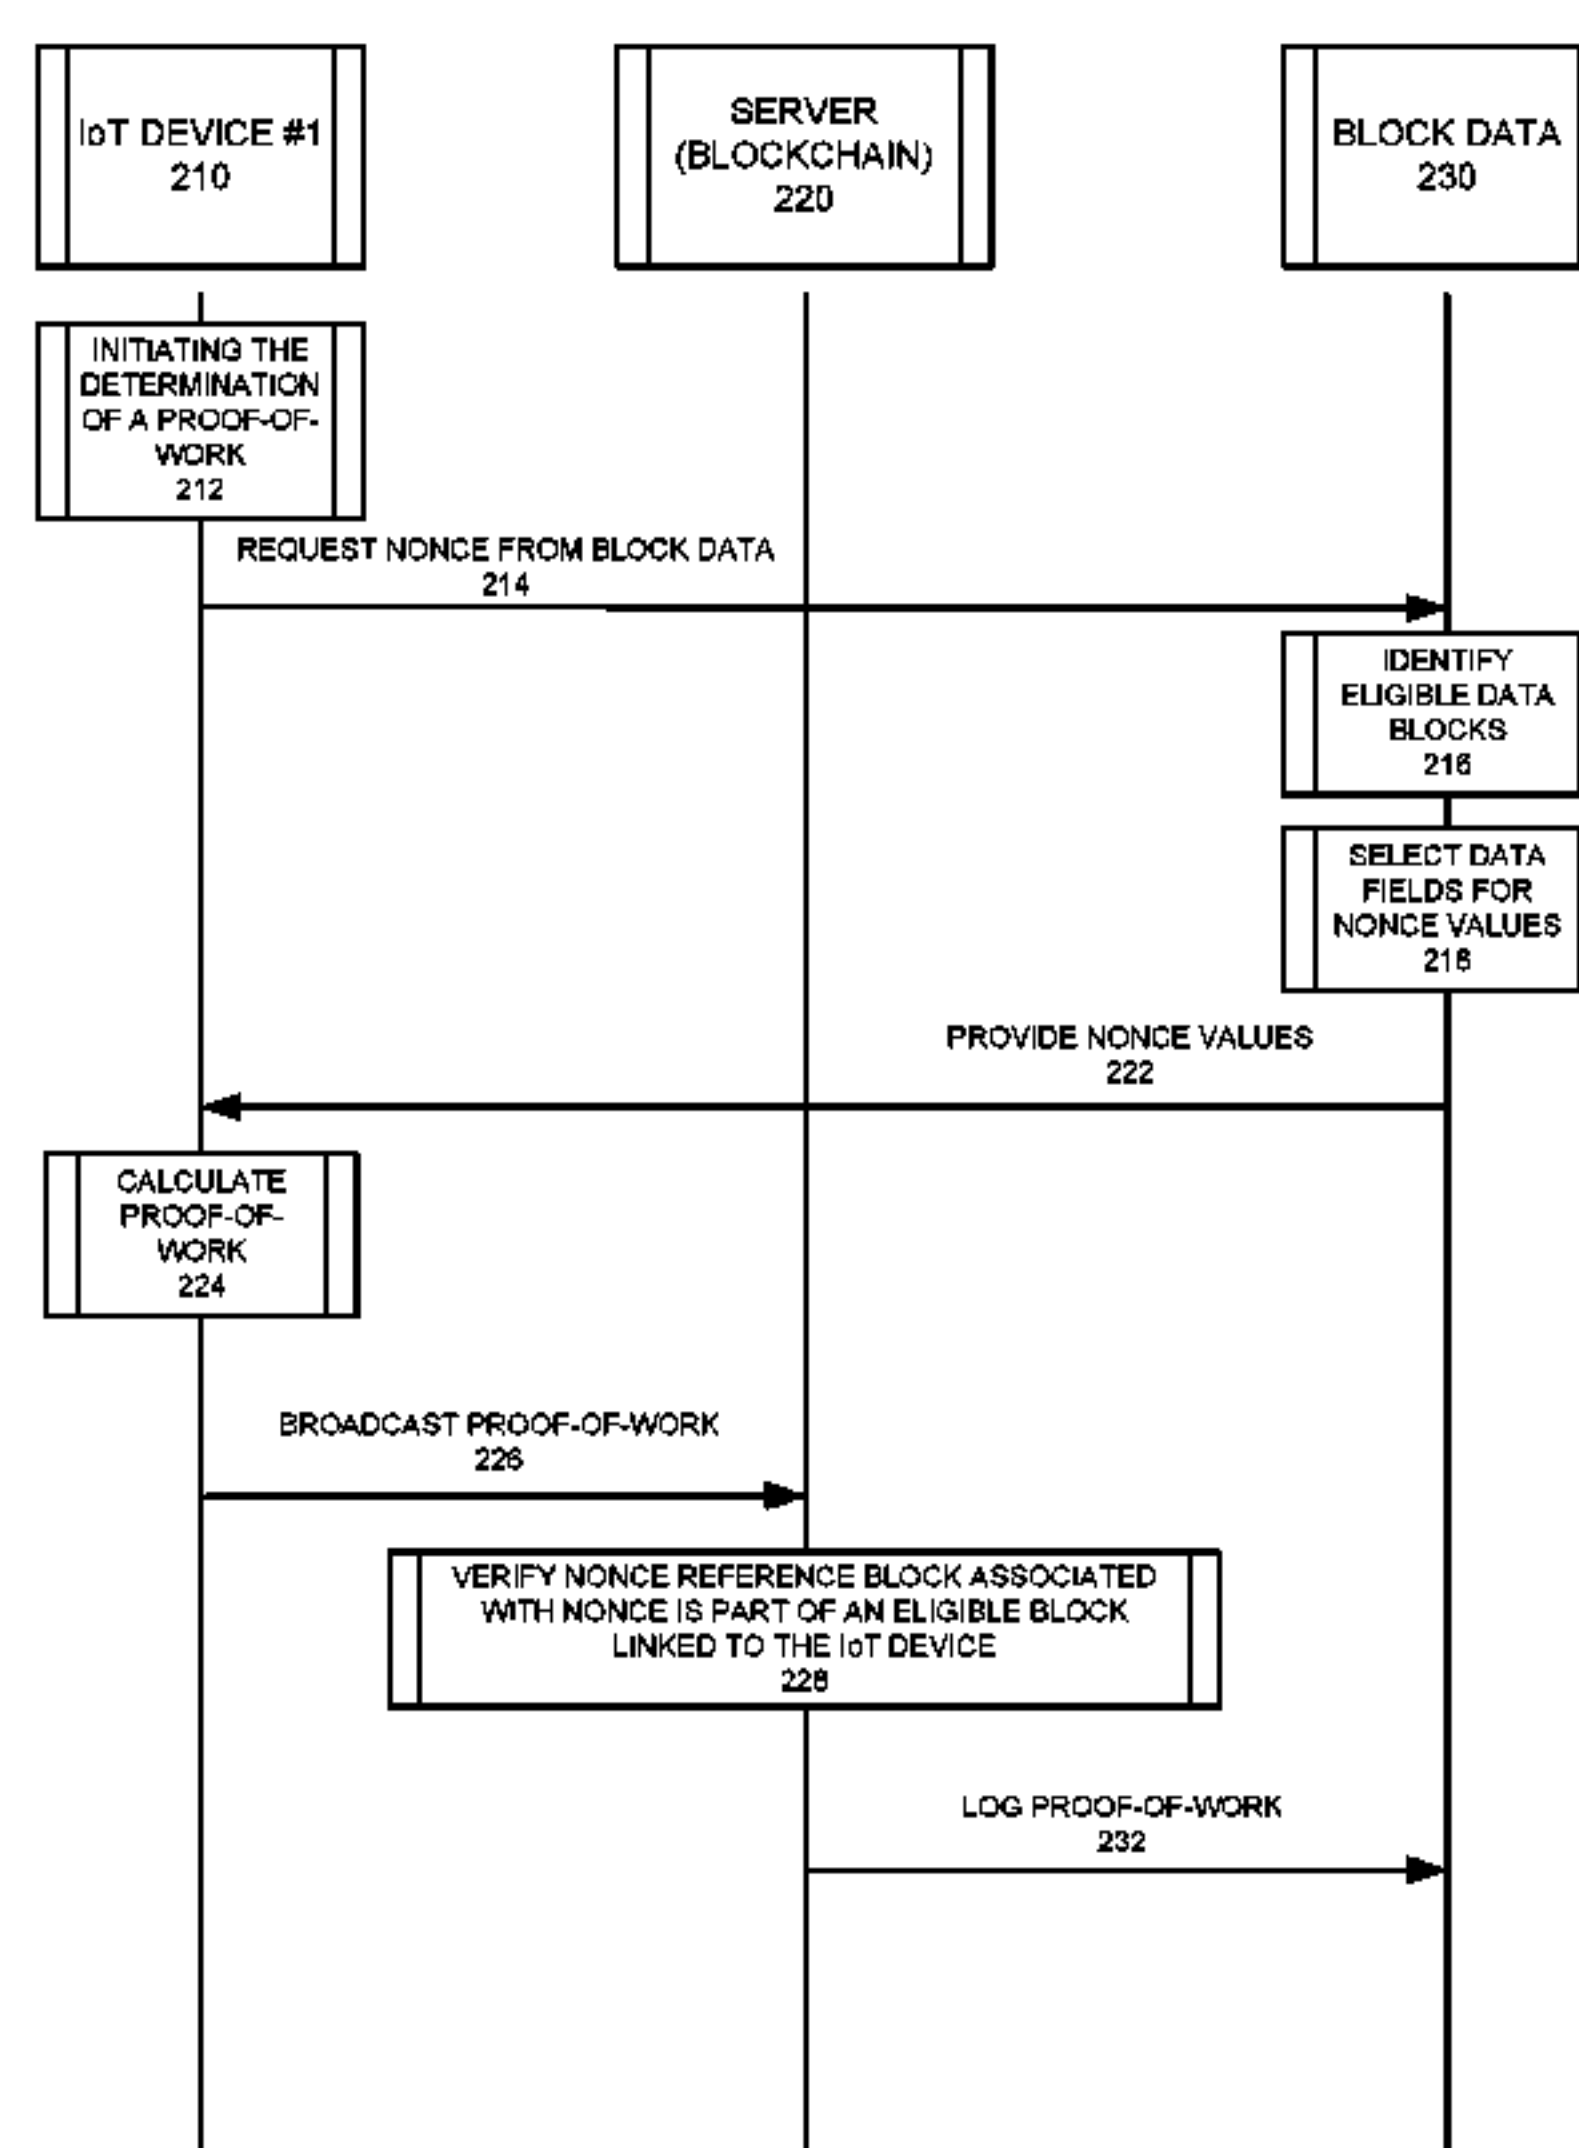 IoT DEVICE #1
210
SERVER
(BLOCKCHAIN)
220
BLOCK DATA
230
INITIATING THE
DETERMINATION
OF A PROOF-OF-
WORK
212
REQUEST NONCE FROM BLOCK DATA
214
IDENTIFY
ELIGIBLE DATA
BLOCKS
216
SELECT DATA
FIELDS FOR
NONCE VALUES
218
PROVIDE NONCE VALUES
222
CALCULATE
PROOF-OF-
WORK
224
BROADCAST PROOF-OF-WORK
226
VERIFY NONCE REFERENCE BLOCK ASSOCIATED
WITH NONCE IS PART OF AN ELIGIBLE BLOCK
LINKED TO THE IoT DEVICE
228
LOG PROOF-OF-WORK
232